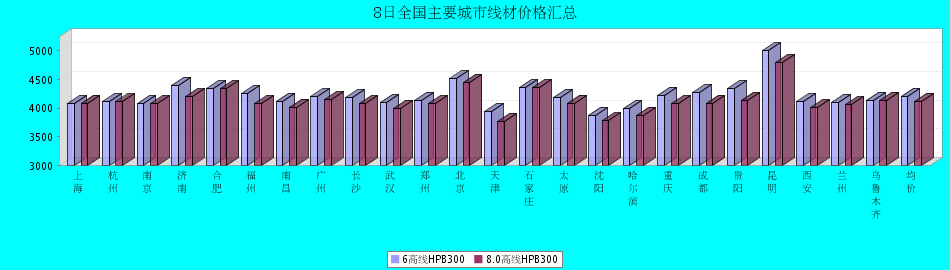 8日全国主要城市线材价格汇总
5000
4500
4000
3500
3000
上海
杭州
南京
济南
合肥
福州
南昌
广州
长沙
武汉
郑州
北京
天津
石家庄
太原
沈阳
哈尔滨
重庆
成都
贵阳
昆明
西安
兰州
乌鲁木齐
均价
6高线HPB300
8.0高线HPB300